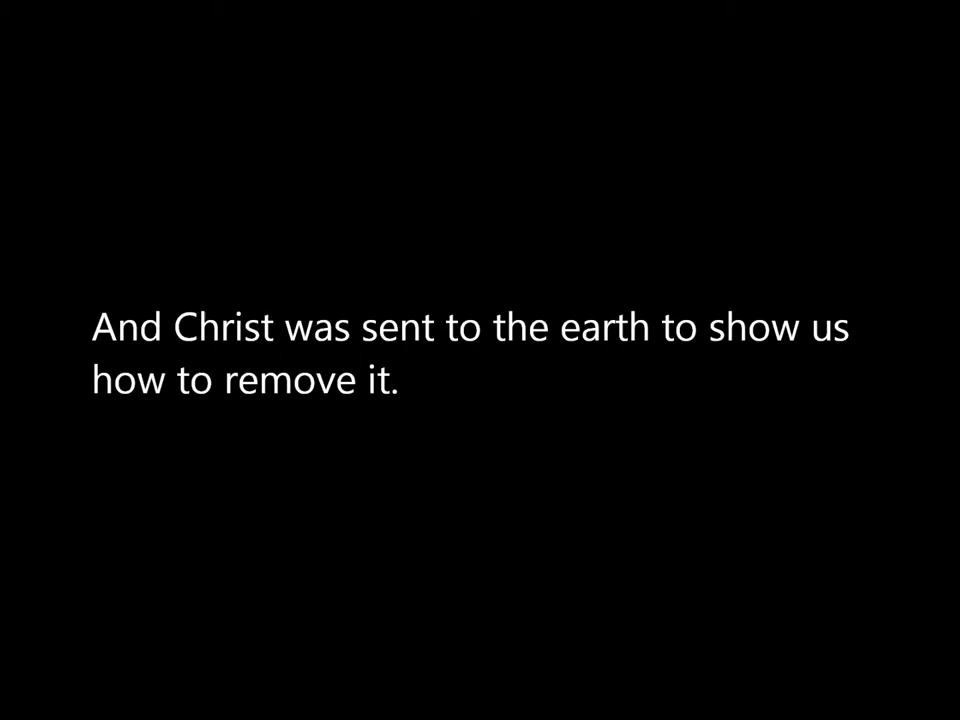 And Christ was sent to the earth to show us
how to remove it.